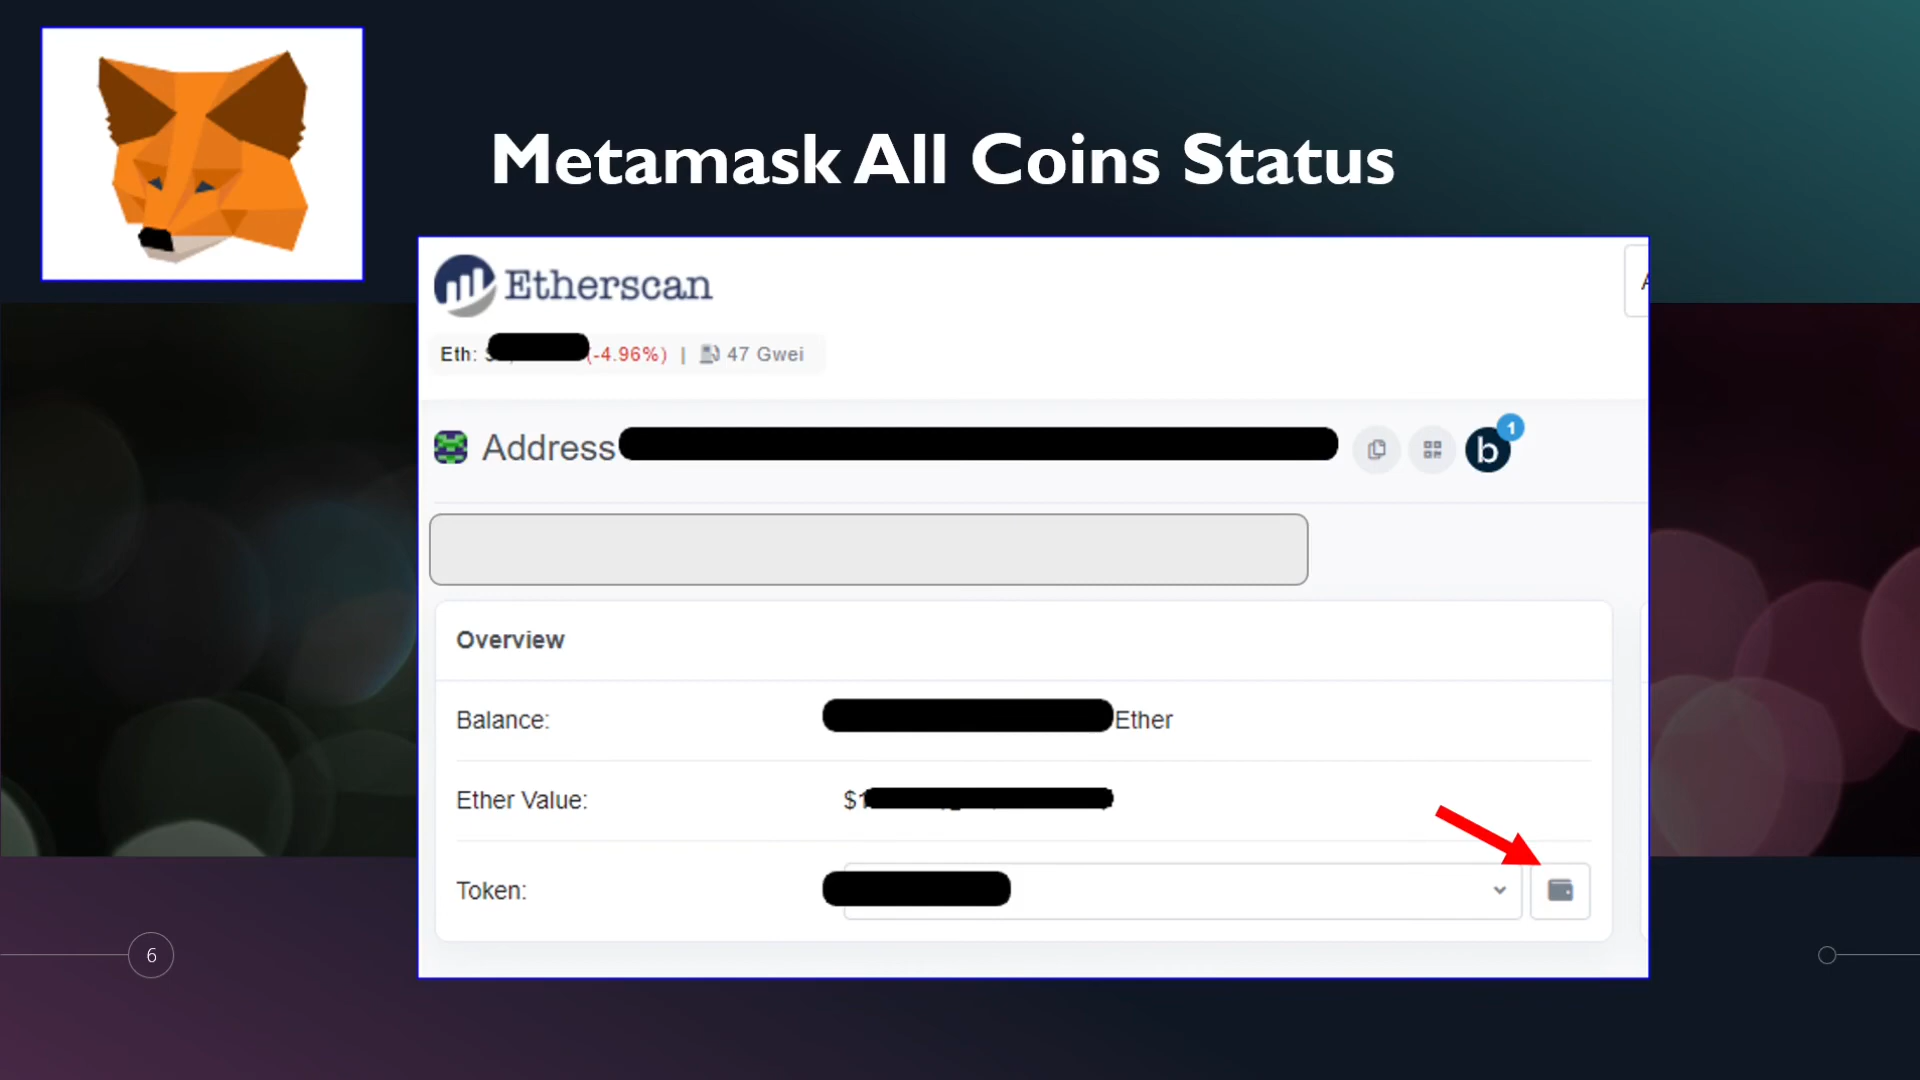 Metamask All Coins Status
Etherscan
Eth: (-4.96%) | 47 Gwei
Address
b 1
Overview
Balance: Ether
Ether Value: $1
Token:
6